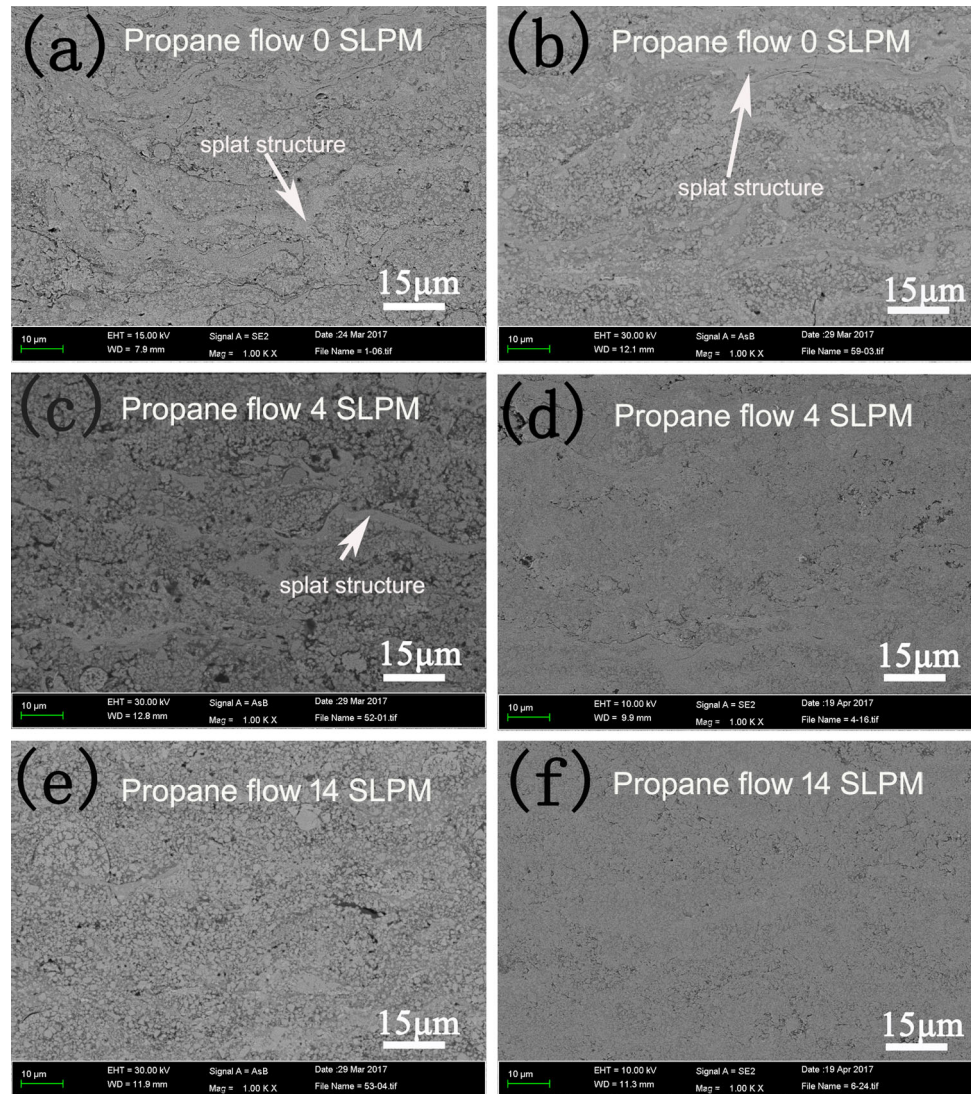 (a) Propane flow 0 SLPM
splat structure
15μm
10 μm
EHT = 15.00 kV Signal A = SE2 Date :24 Mar 2017
WD = 7.9 mm Mag = 1.00 K X File Name = 1-06.tif
(b) Propane flow 0 SLPM
splat structure
15μm
10 μm
EHT = 30.00 kV Signal A = AsB Date :29 Mar 2017
WD = 12.1 mm Mag = 1.00 K X File Name = 59-03.tif
(c) Propane flow 4 SLPM
splat structure
15μm
10 μm
EHT = 30.00 kV Signal A = AsB Date :29 Mar 2017
WD = 12.8 mm Mag = 1.00 K X File Name = 52-01.tif
(d) Propane flow 4 SLPM
15μm
10 μm
EHT = 10.00 kV Signal A = SE2 Date :19 Apr 2017
WD = 9.9 mm Mag = 1.00 K X File Name = 4-16.tif
(e) Propane flow 14 SLPM
15μm
10 μm
EHT = 30.00 kV Signal A = AsB Date :29 Mar 2017
WD = 11.9 mm Mag = 1.00 K X File Name = 53-04.tif
(f) Propane flow 14 SLPM
15μm
10 μm
EHT = 10.00 kV Signal A = SE2 Date :19 Apr 2017
WD = 11.3 mm Mag = 1.00 K X File Name = 6-24.tif